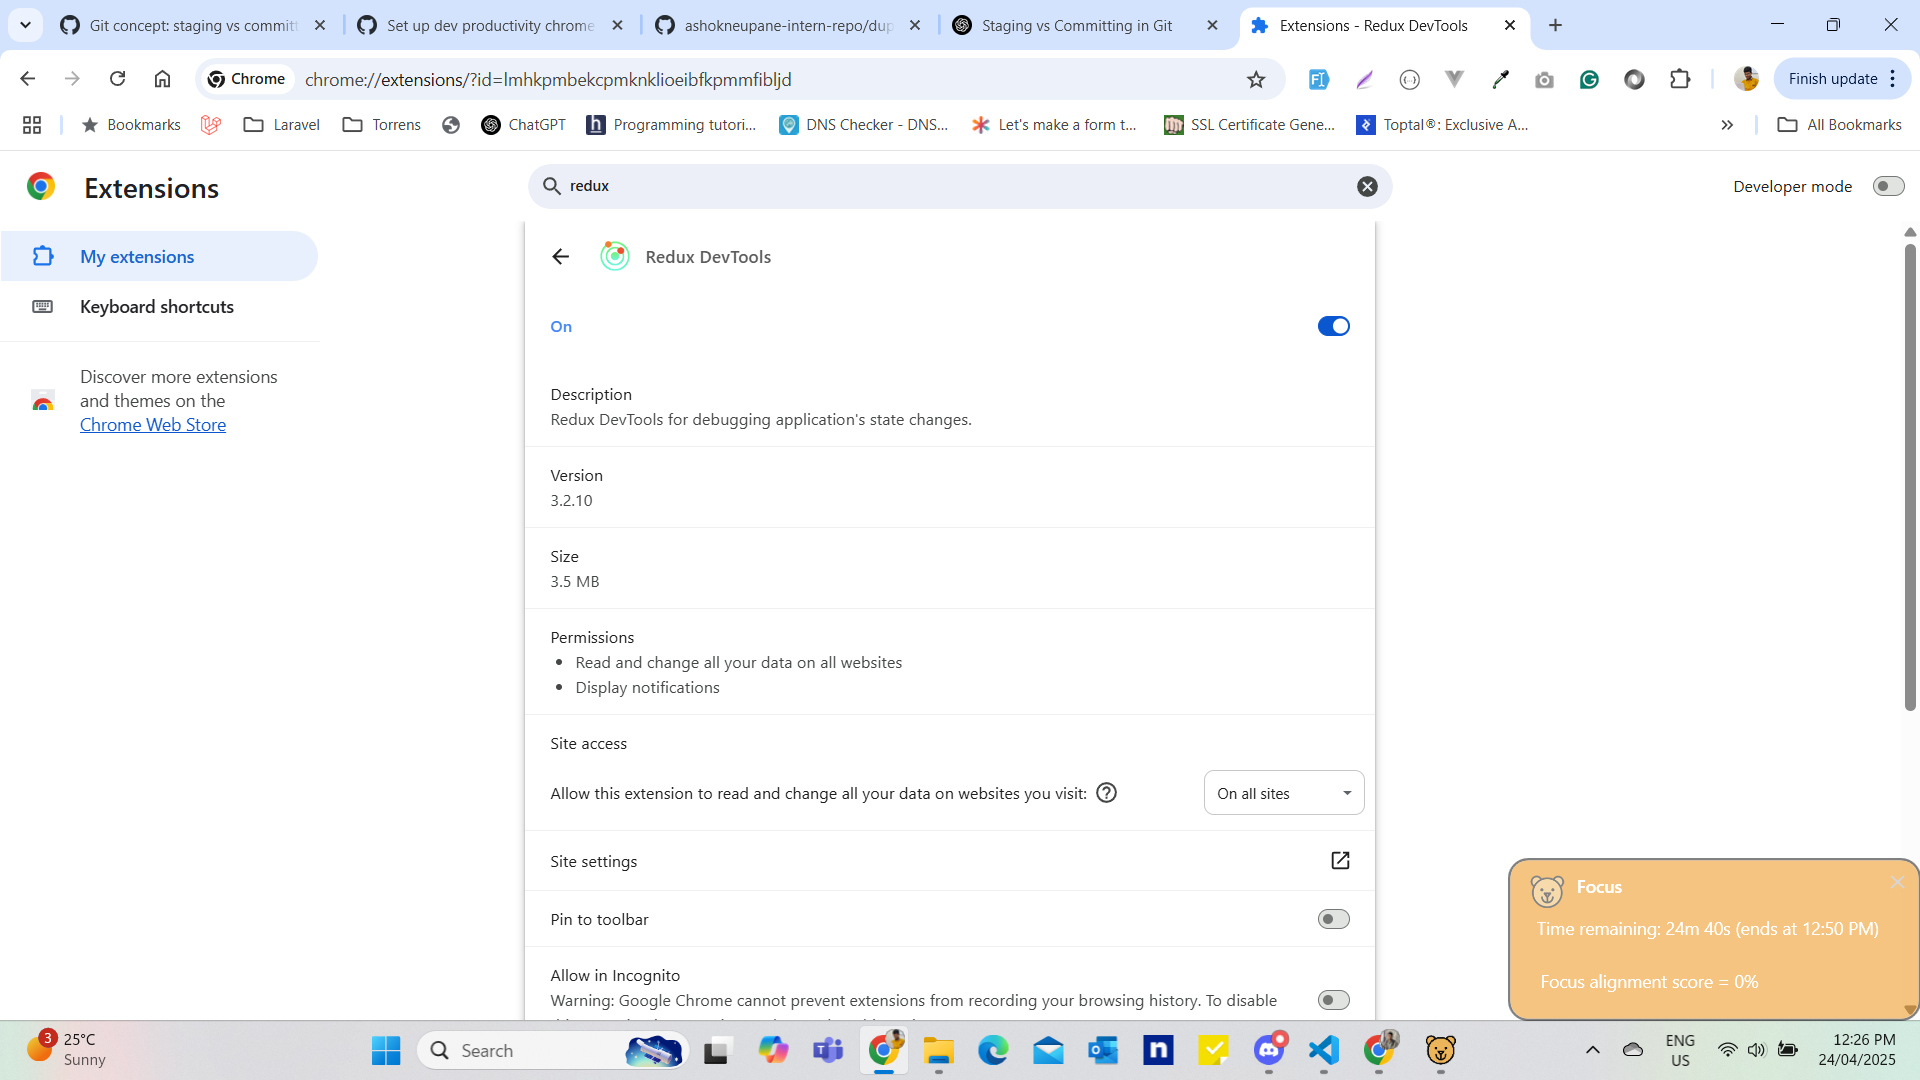 Git concept: staging vs committ
Set up dev productivity chrome
ashokneupane-intern-repo/dup
Staging vs Committing in Git
Extensions - Redux DevTools
Chrome
chrome://extensions/?id=lmhkpmbekcpmknklioeibfkpmmfibljd
Finish update
Bookmarks
Laravel
Torrens
ChatGPT
Programming tutori...
DNS Checker - DNS...
Let's make a form t...
SSL Certificate Gene...
Toptal®: Exclusive A...
All Bookmarks
Extensions
redux
Developer mode
My extensions
Keyboard shortcuts
Discover more extensions
and themes on the
Chrome Web Store
Redux DevTools
On
Description
Redux DevTools for debugging application's state changes.
Version
3.2.10
Size
3.5 MB
Permissions
• Read and change all your data on all websites
• Display notifications
Site access
Allow this extension to read and change all your data on websites you visit:
On all sites
Site settings
Pin to toolbar
Allow in Incognito
Warning: Google Chrome cannot prevent extensions from recording your browsing history. To disable
Focus
Time remaining: 24m 40s (ends at 12:50 PM)
Focus alignment score = 0%
3
25°C
Sunny
Search
ENG
US
12:26 PM
24/04/2025